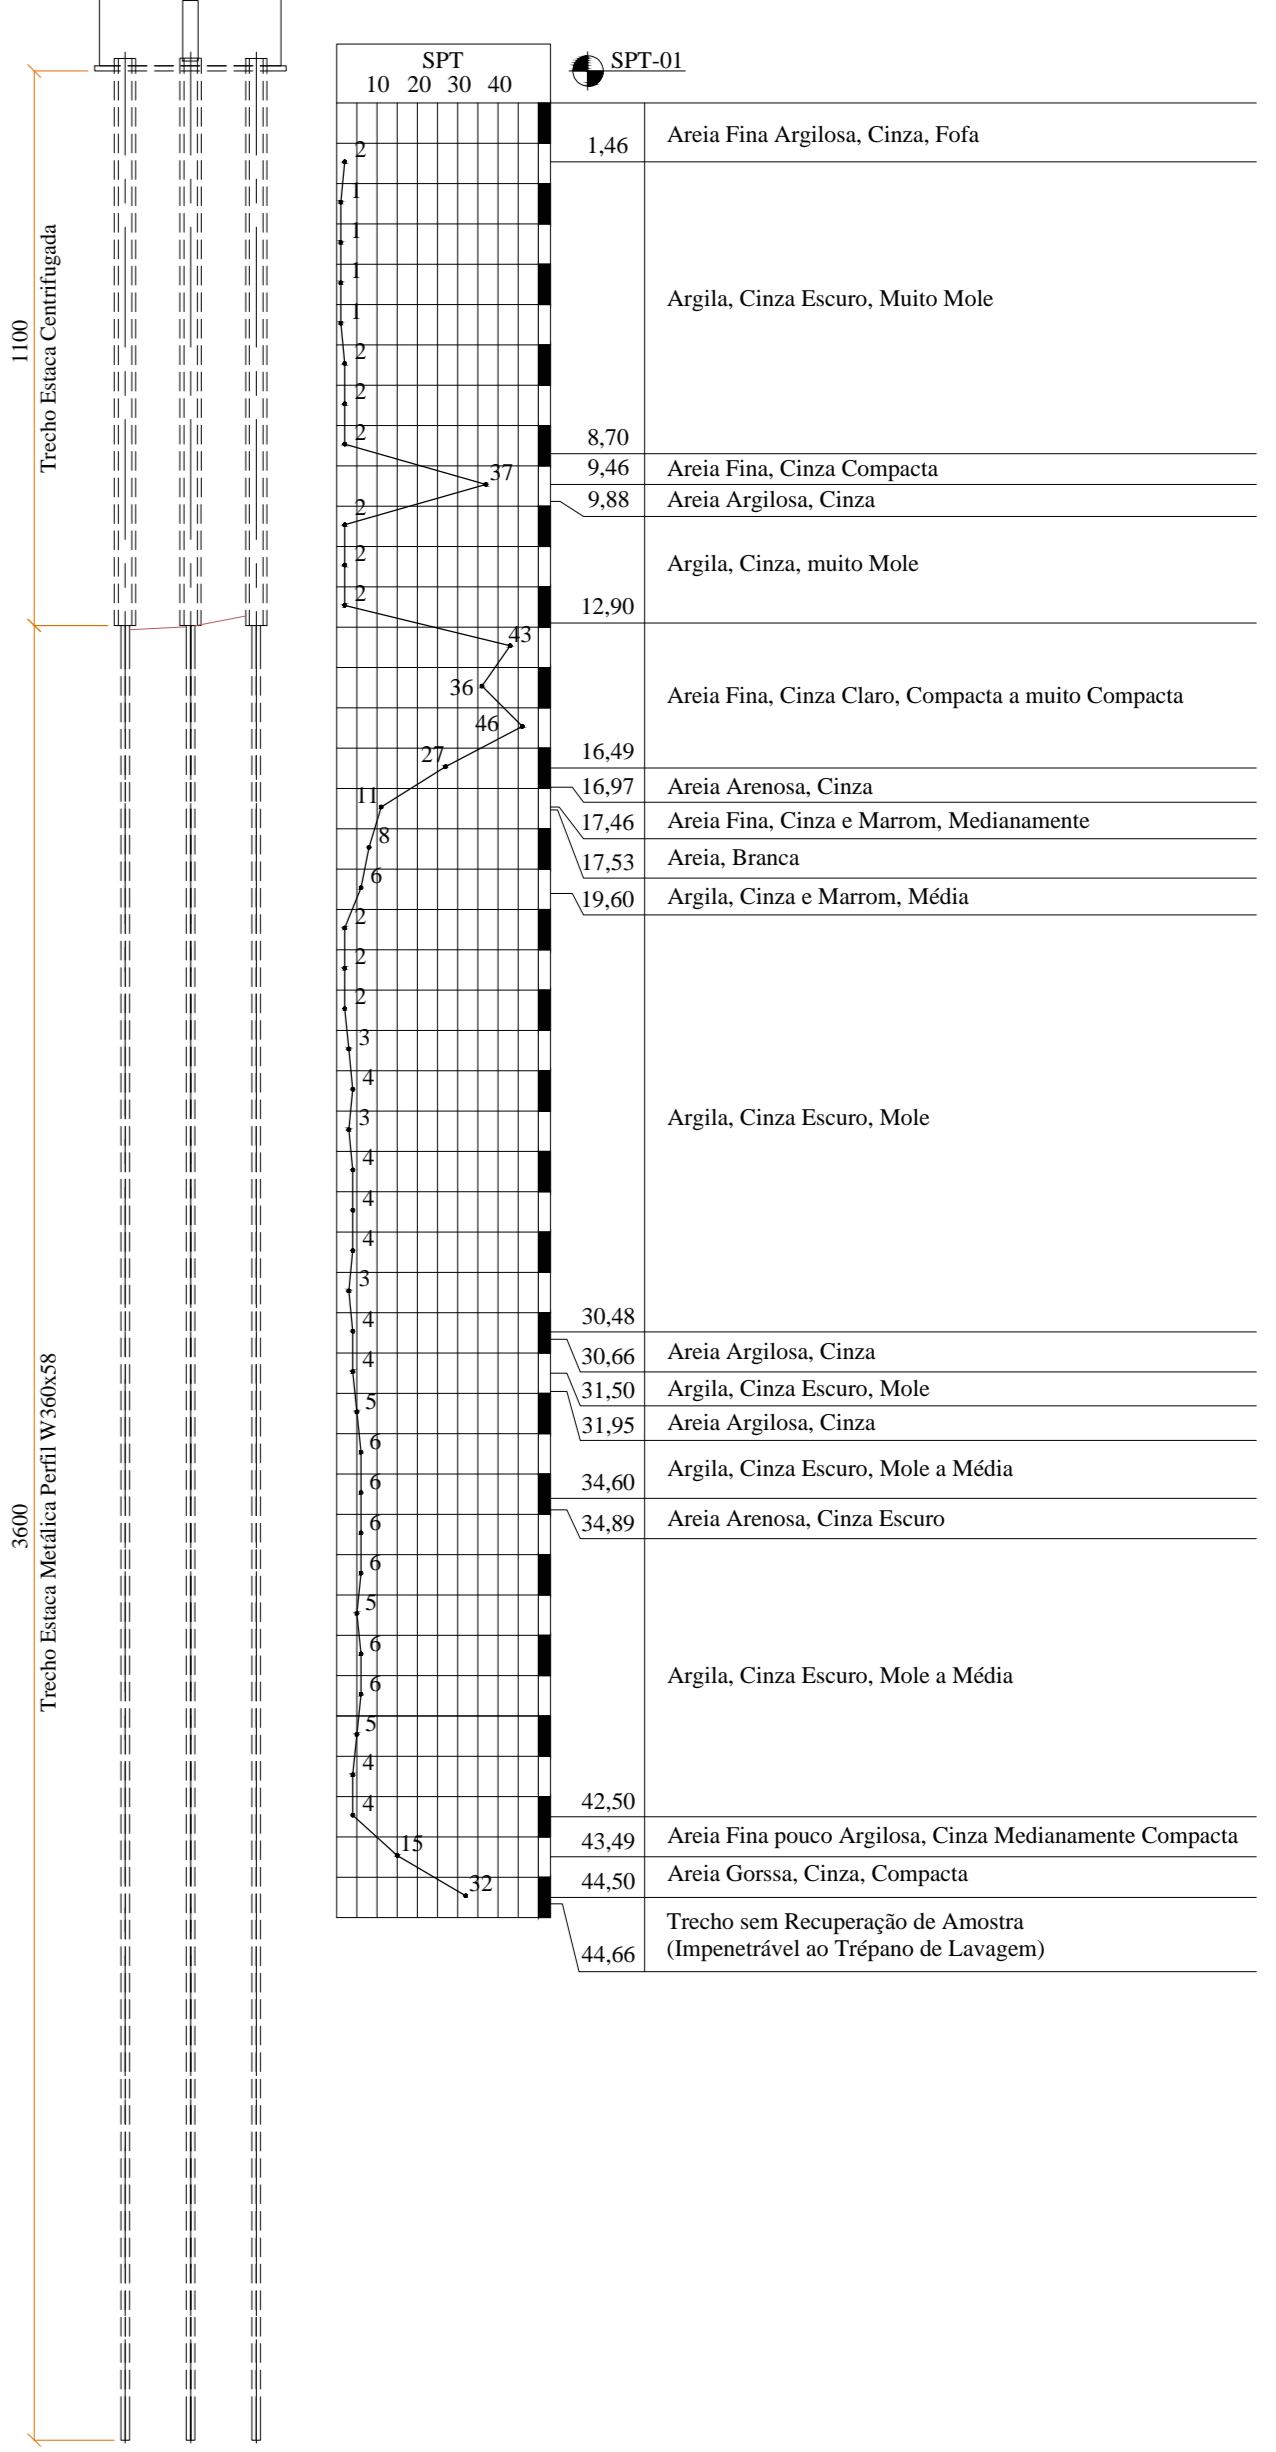 SPT
10 20 30 40
SPT-01
1,46 Areia Fina Argilosa, Cinza, Fofa
2
1
1
1
1
2
2
2
37
2
2
2
43
36
46
27
11
8
6
2
2
2
3
4
3
4
4
4
3
4
4
5
6
6
6
6
5
6
6
5
4
4
15
32
Argila, Cinza Escuro, Muito Mole
8,70
9,46 Areia Fina, Cinza Compacta
9,88 Areia Argilosa, Cinza
Argila, Cinza, muito Mole
12,90
Areia Fina, Cinza Claro, Compacta a muito Compacta
16,49
16,97 Areia Arenosa, Cinza
17,46 Areia Fina, Cinza e Marrom, Medianamente
17,53 Areia, Branca
19,60 Argila, Cinza e Marrom, Média
Argila, Cinza Escuro, Mole
30,48
30,66 Areia Argilosa, Cinza
31,50 Argila, Cinza Escuro, Mole
31,95 Areia Argilosa, Cinza
Argila, Cinza Escuro, Mole a Média
34,60
34,89 Areia Arenosa, Cinza Escuro
Argila, Cinza Escuro, Mole a Média
42,50
43,49 Areia Fina pouco Argilosa, Cinza Medianamente Compacta
44,50 Areia Gorssa, Cinza, Compacta
Trecho sem Recuperação de Amostra
(Impenetrável ao Trépano de Lavagem)
44,66
1100
Trecho Estaca Centrifugada
3600
Trecho Estaca Metálica Perfil W360x58